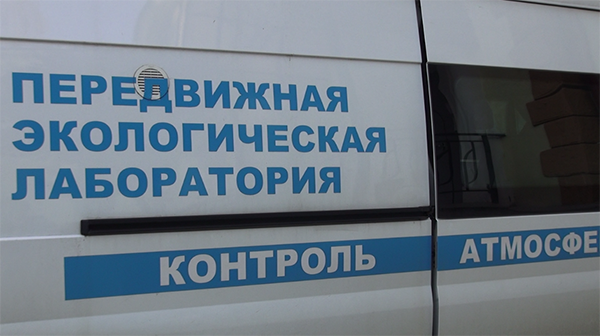 ПЕРЕДВИЖНАЯ
ЭКОЛОГИЧЕСКАЯ
ЛАБОРАТОРИЯ
КОНТРОЛЬ АТМОСФЕ